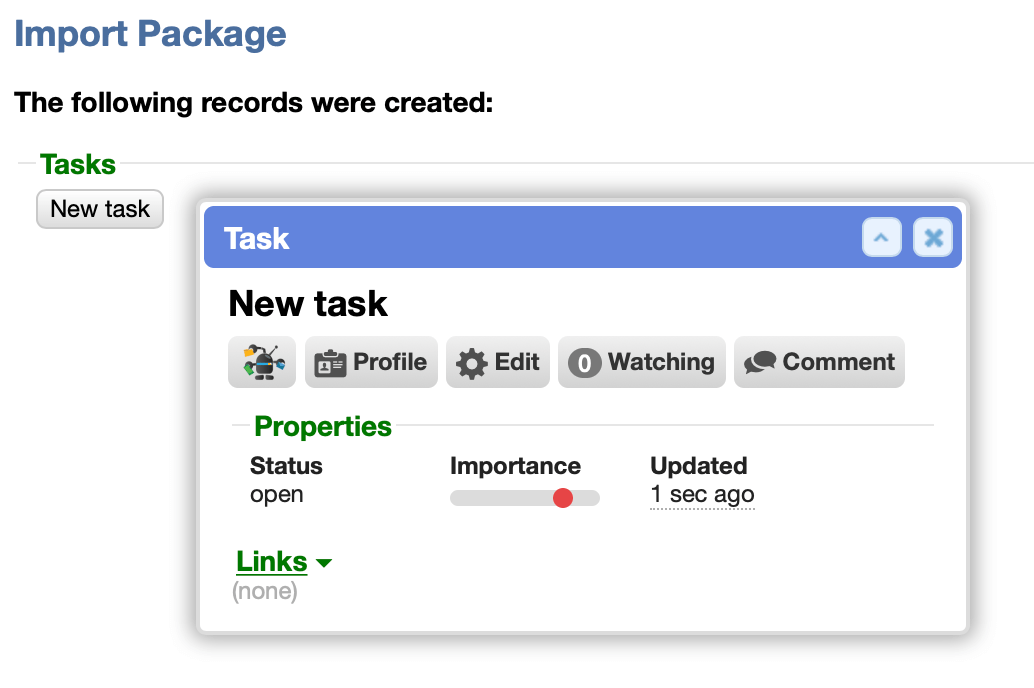 Import Package
The following records were created:
Tasks
New task
Task
New task
Profile Edit 0 Watching Comment
Properties
Status Importance Updated
open 1 sec ago
Links
(none)